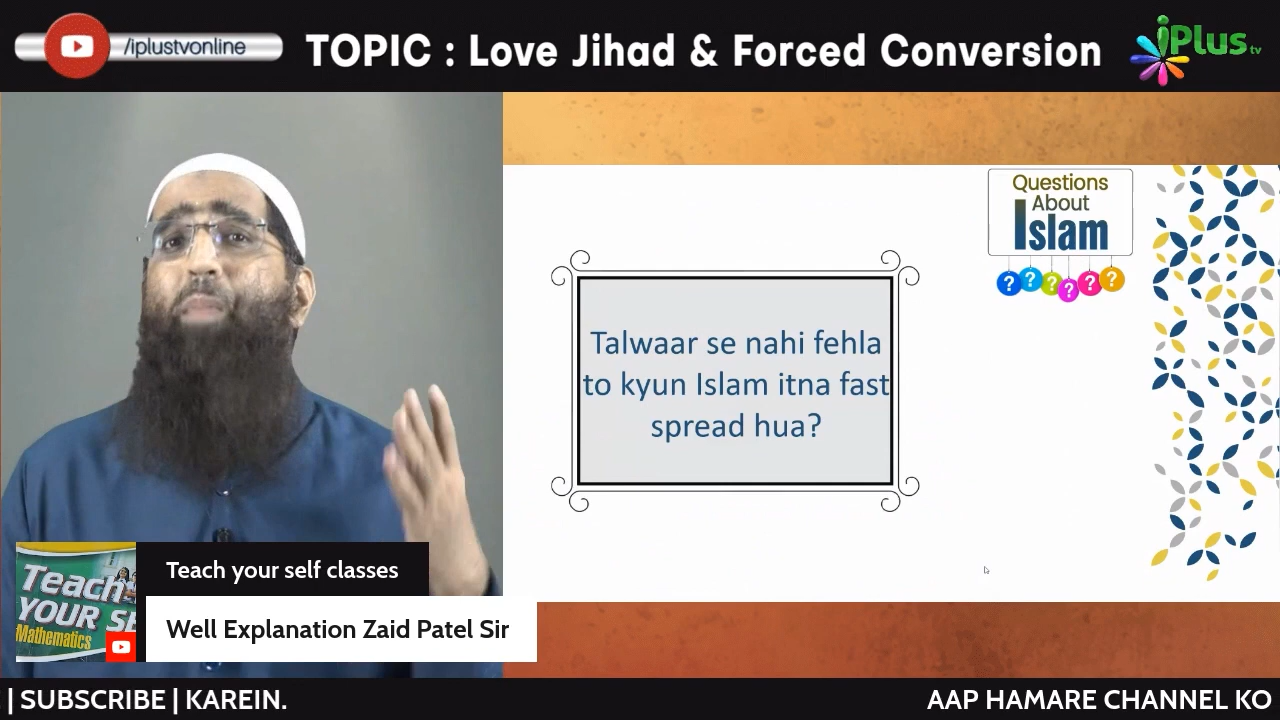 /iplustvonline
TOPIC : Love Jihad & Forced Conversion
iPlus tv
Questions
About
Islam
? ? ? ? ? ?
Talwaar se nahi fehla
to kyun Islam itna fast
spread hua?
Teach
YOUR SE
Mathematics
Teach your self classes
Well Explanation Zaid Patel Sir
| SUBSCRIBE | KAREIN.
AAP HAMARE CHANNEL KO